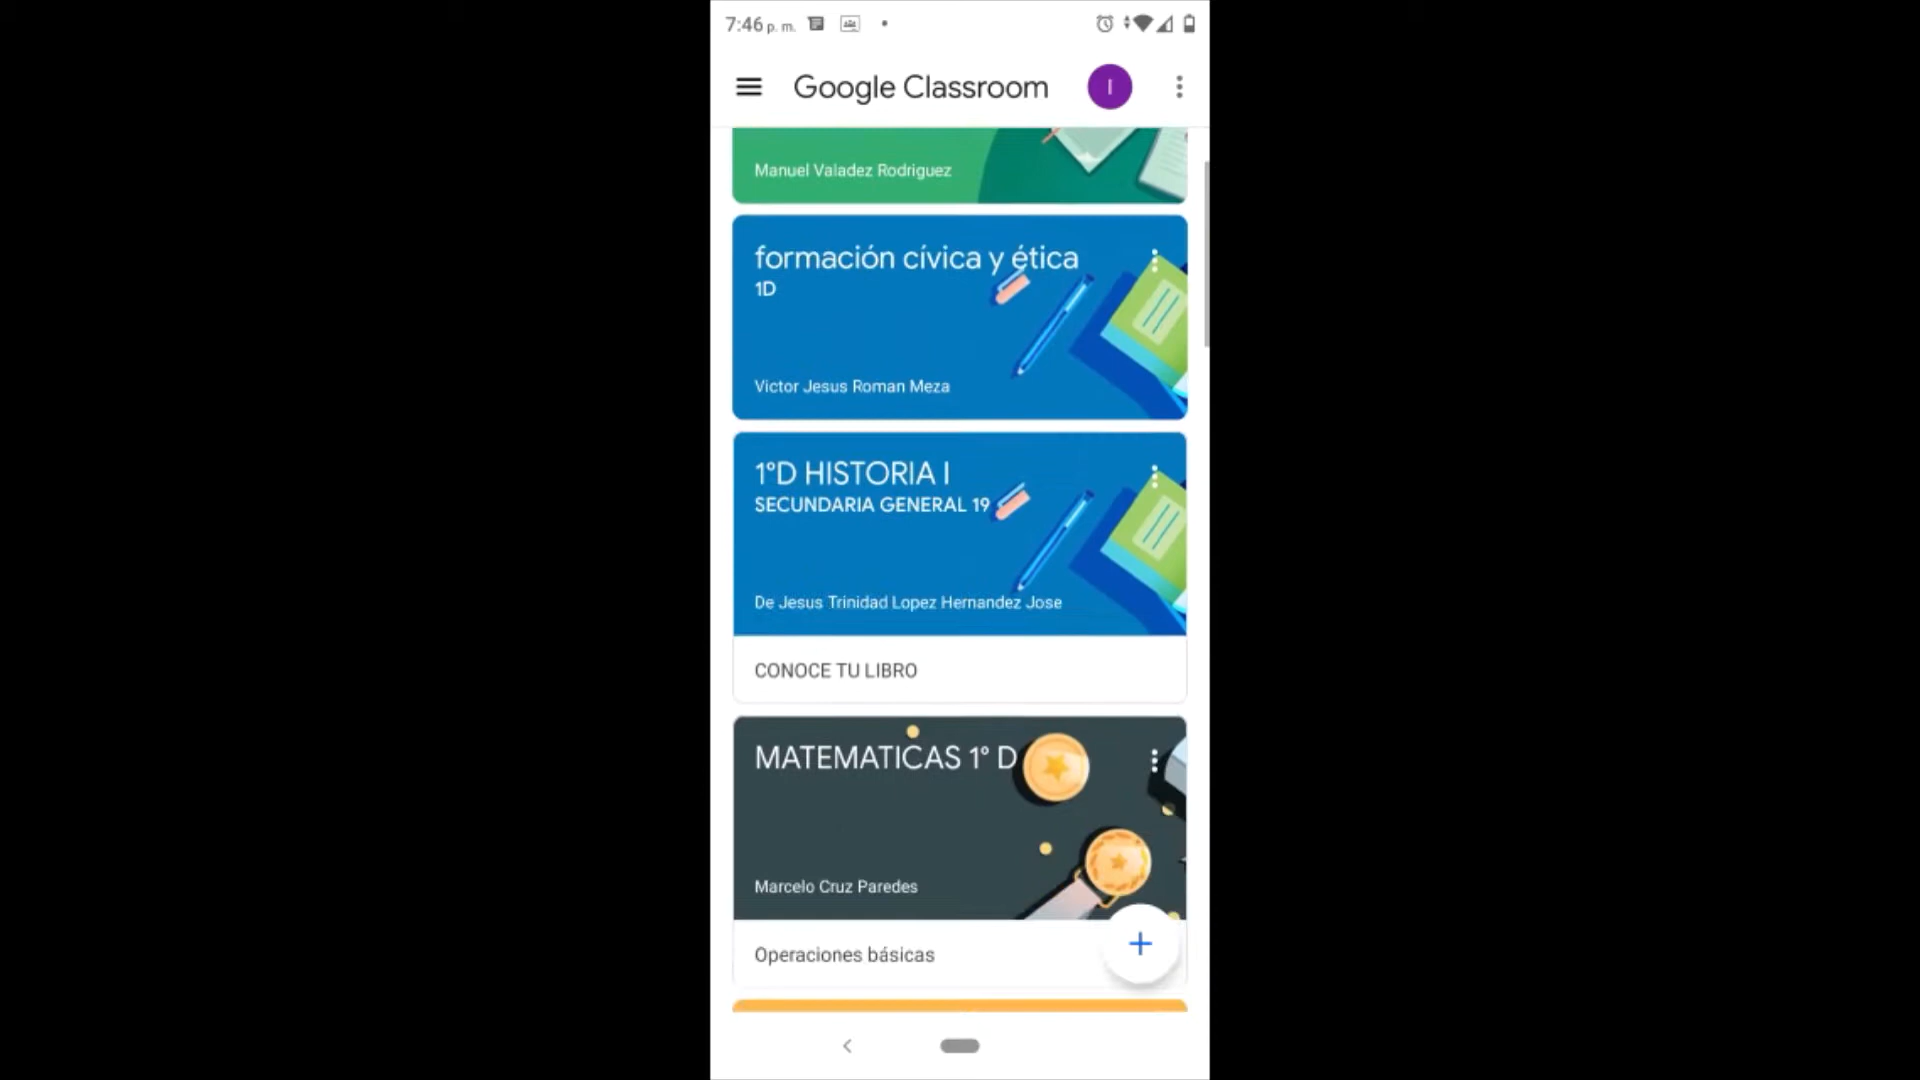 7:46 p. m.
Google Classroom
I
Manuel Valadez Rodriguez
formación cívica y ética
1D
Victor Jesus Roman Meza
1°D HISTORIA I
SECUNDARIA GENERAL 19
De Jesus Trinidad Lopez Hernandez Jose
CONOCE TU LIBRO
MATEMATICAS 1° D
Marcelo Cruz Paredes
Operaciones básicas